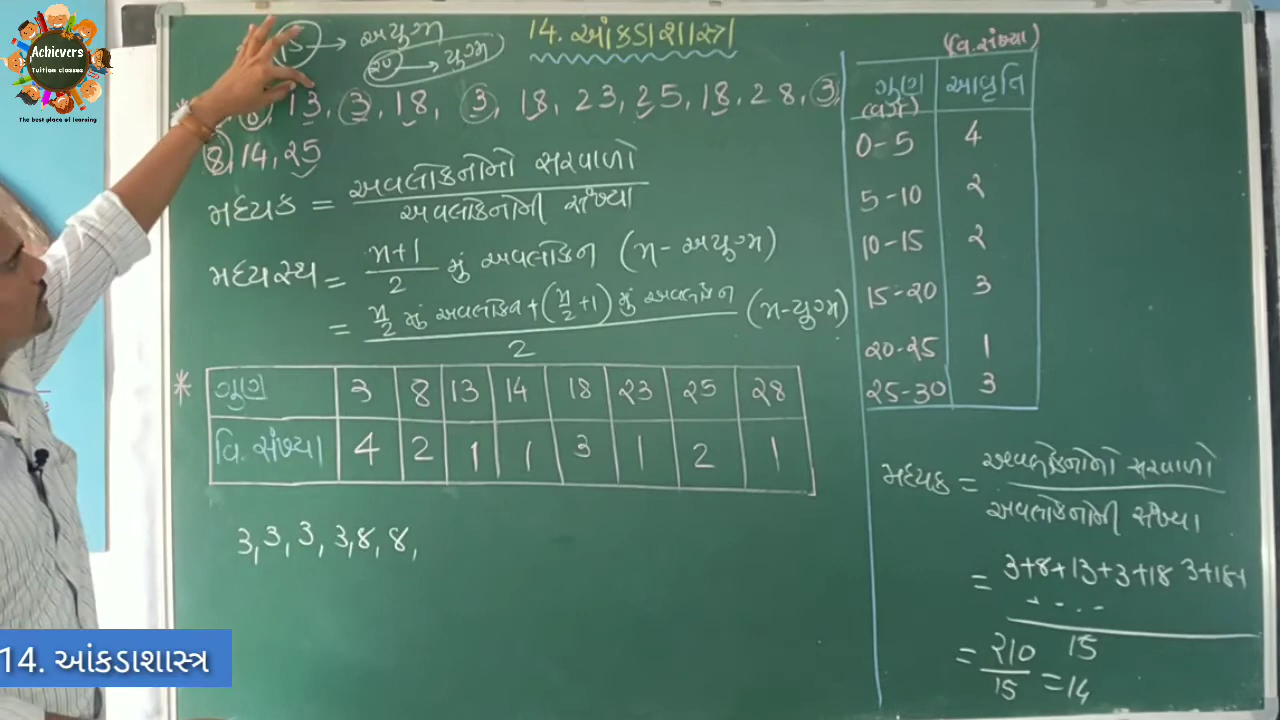 Achievers
Tuition classes
The best place of learning
14. આંકડાશાસ્ત્ર
15 → અયુગ્મ
20 → યુગ્મ
8, 13, 3, 18, 3, 18, 23, 25, 18, 28, 3,
8, 14, 25
મધ્યક = અવલોકનોનો સરવાળો
અવલોકનોની સંખ્યા
મધ્યસ્થ = n+1/2 મું અવલોકન (n-અયુગ્મ)
= n/2 મું અવલોકન + (n/2 +1) મું અવલોકન (n-યુગ્મ)
2
* ગુણ 3 8 13 14 18 23 25 28
વિ. સંખ્યા 4 2 1 1 3 1 2 1
3, 3, 3, 3, 8, 8,
(વિ. સંખ્યા)
ગુણ આવૃત્તિ
(વર્ગ)
0-5 4
5-10 2
10-15 2
15-20 3
20-25 1
25-30 3
મધ્યક = અવલોકનોનો સરવાળો
અવલોકનોની સંખ્યા
= 3+8+13+3+18 3+18+
....
15
= 210/15 = 14
14. આંકડાશાસ્ત્ર